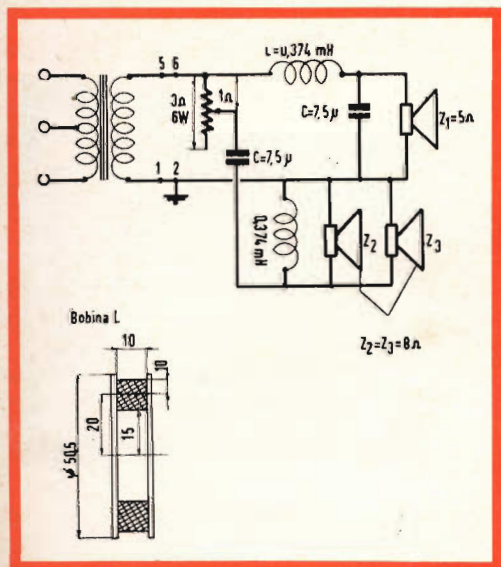 L=0,374 mH
5 6
3Ω
6W
1Ω
C=7,5 µ
Z1=5Ω
C=7,5 µ
1 2
0,374 mH
Z2
Z3
Z2=Z3=8Ω
Bobina L
10
10
20
15
50,5